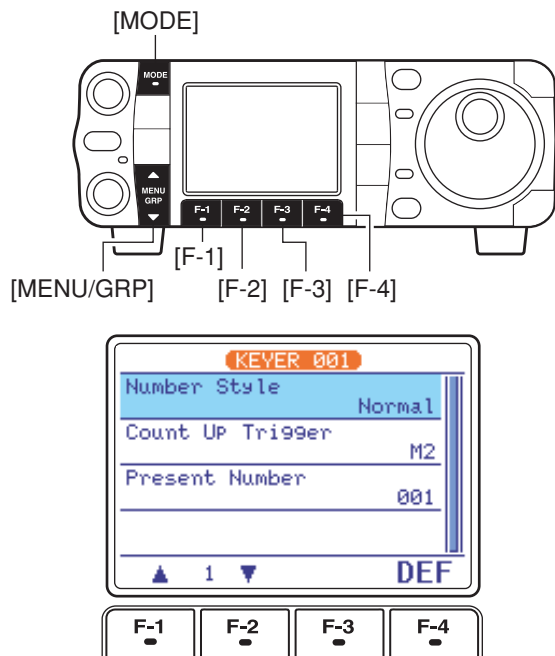 [MODE]
MODE
MENU
GRP
F-1 F-2 F-3 F-4
[F-1]
[MENU/GRP] [F-2] [F-3] [F-4]
KEYER 001
Number Style
Normal
Count Up Trigger
M2
Present Number
001
1 DEF
F-1 F-2 F-3 F-4